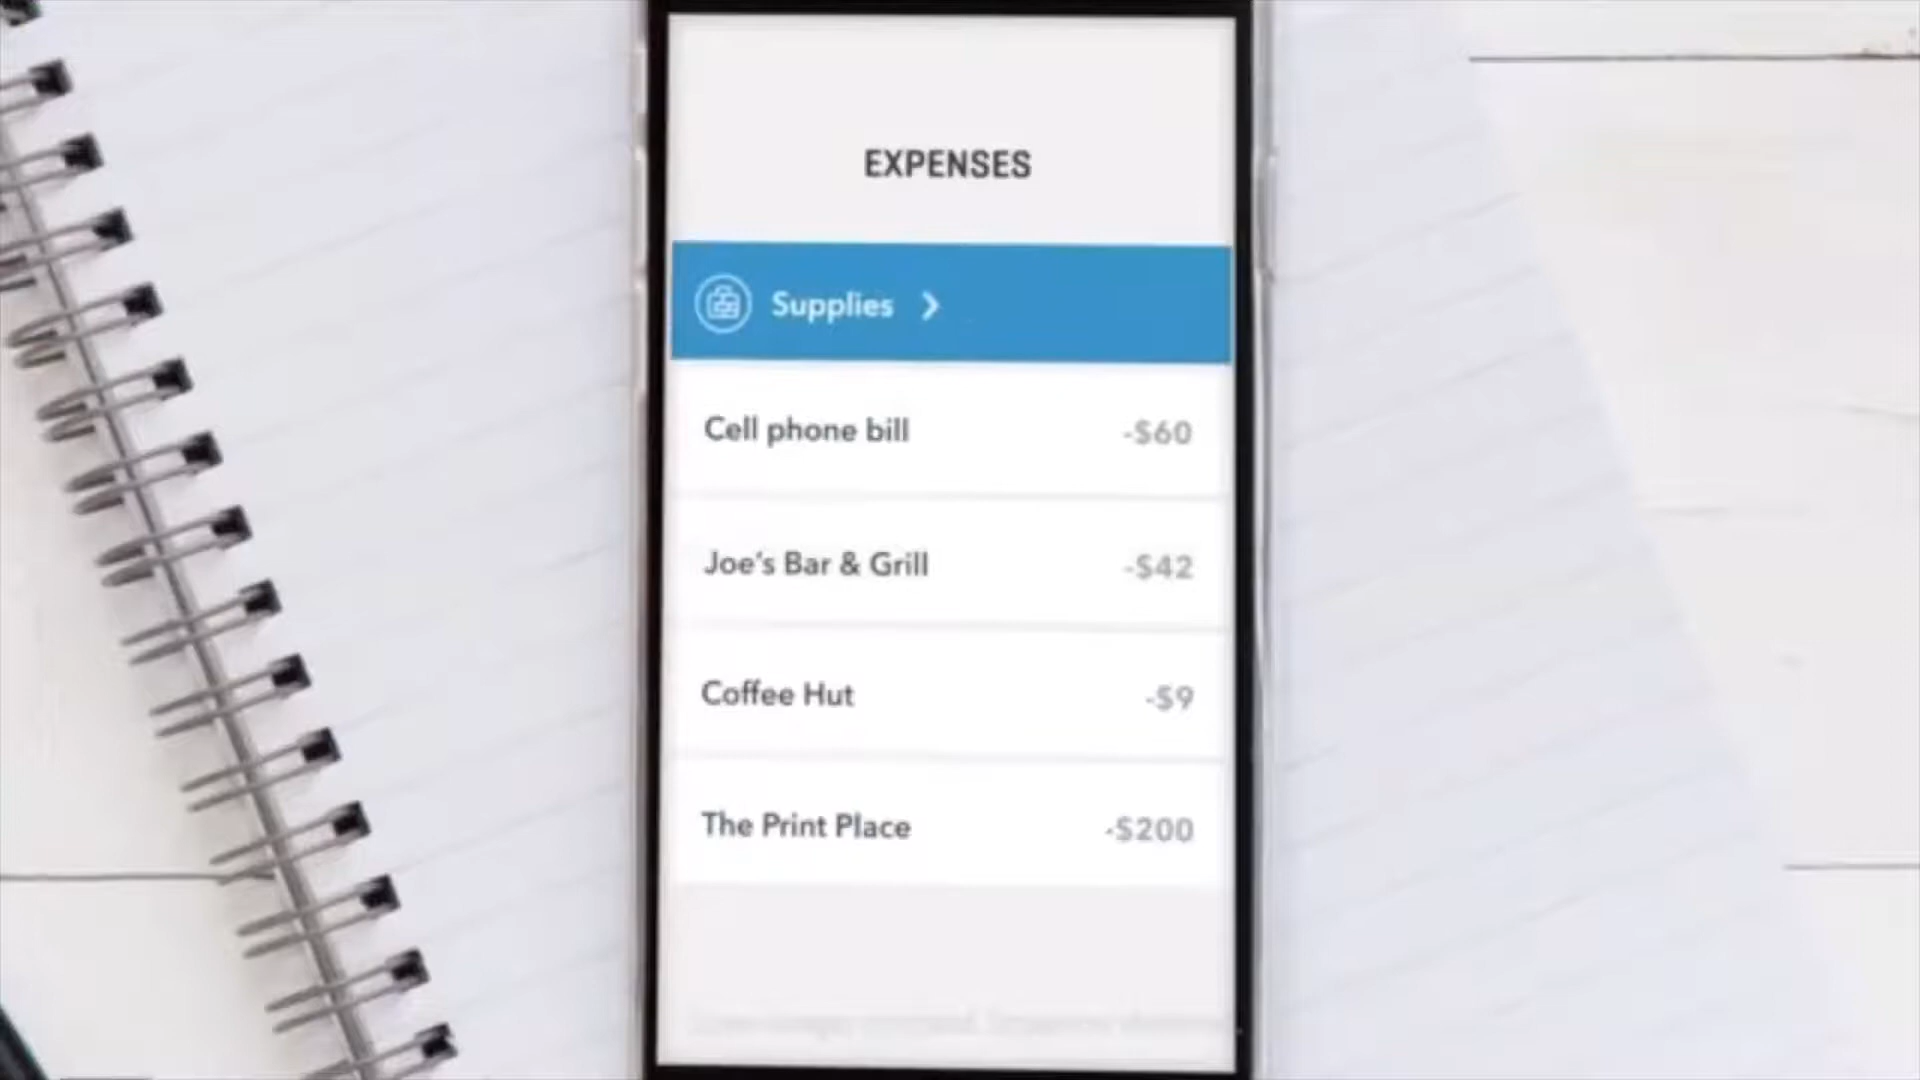 EXPENSES
Supplies
Cell phone bill -$60
Joe's Bar & Grill -$42
Coffee Hut -$9
The Print Place -$200